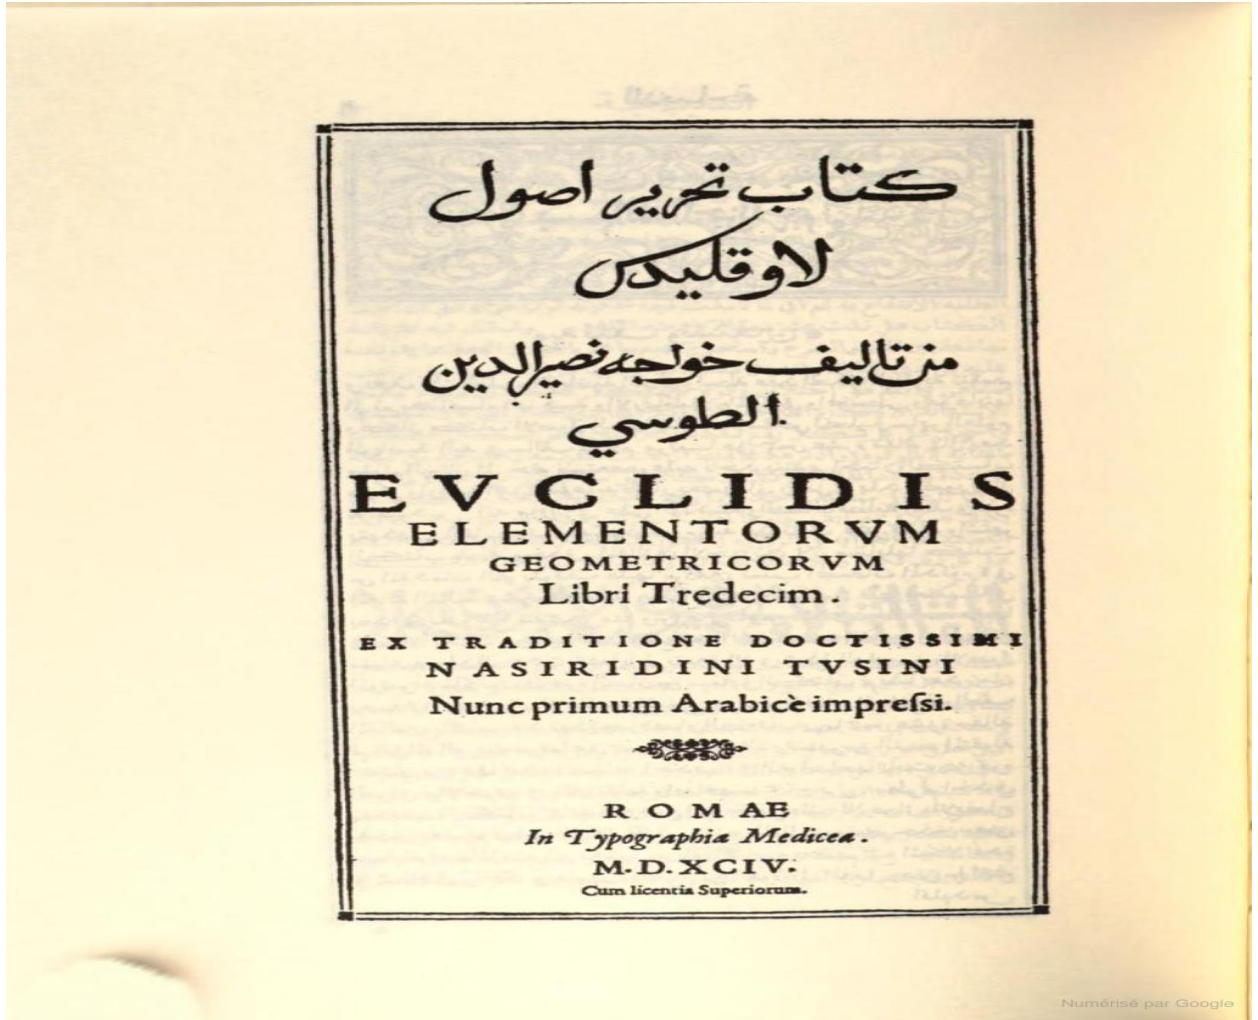 كتاب تحرير اصول
لاوقليدس
من تاليف خواجه نصير الدين
الطوسي
EVCLIDIS
ELEMENTORVM
GEOMETRICORVM
Libri Tredecim.
EX TRADITIONE DOCTISSIMI
NASIRIDINI TVSINI
Nunc primum Arabicè impreſsi.
ROMAE
In Typographia Medicea.
M.D.XCIV.
Cum licentia Superiorum.
Numérisé par Google